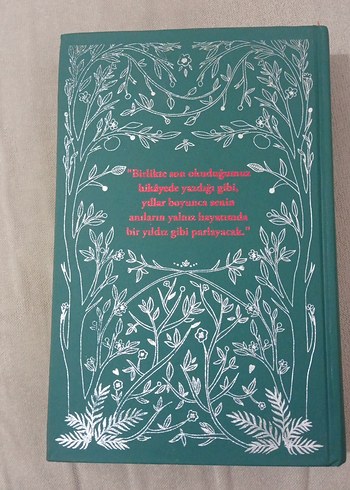 "Birlikte son okuduğumuz
hikâyede yazdığı gibi,
yıllar boyunca senin
anıların yalnız hayatımda
bir yıldız gibi parlayacak."